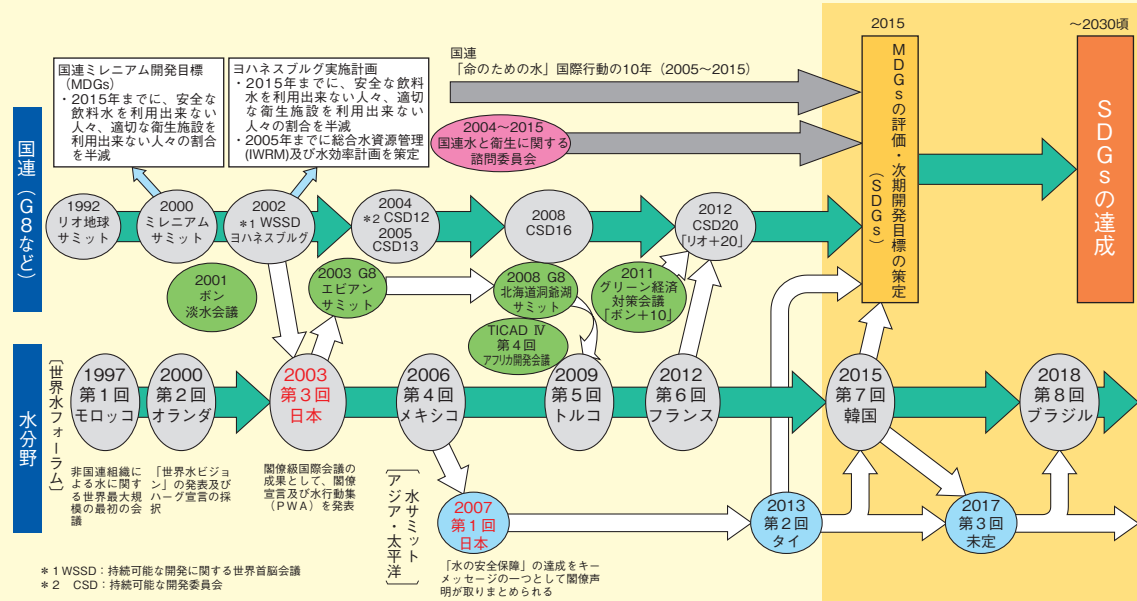 国連（G8など）
水分野
国連ミレニアム開発目標
(MDGs)
・2015年までに、安全な
飲料水を利用出来ない
人々、適切な衛生施設を
利用出来ない人々の割合
を半減
ヨハネスブルグ実施計画
・2015年までに、安全な飲料
水を利用出来ない人々、適切
な衛生施設を利用出来ない
人々の割合を半減
・2005年までに総合水資源管理
(IWRM)及び水効率計画を策定
国連
「命のための水」国際行動の10年（2005～2015）
2004～2015
国連水と衛生に関する
諮問委員会
2015
MDGsの評価・次期開発目標の策定
（SDGs）
～2030頃
SDGsの達成
1992
リオ地球
サミット
2000
ミレニアム
サミット
2002
＊1 WSSD
ヨハネスブルグ
2004
＊2 CSD12
2005
CSD13
2008
CSD16
2012
CSD20
「リオ＋20」
2001
ボン
淡水会議
2003 G8
エビアン
サミット
2008 G8
北海道洞爺湖
サミット
TICAD Ⅳ
第4回
アフリカ開発会議
2011
グリーン経済
対策会議
「ボン＋10」
〔世界水フォーラム〕
1997
第1回
モロッコ
2000
第2回
オランダ
2003
第3回
日本
2006
第4回
メキシコ
2009
第5回
トルコ
2012
第6回
フランス
2015
第7回
韓国
2018
第8回
ブラジル
非国連組織に
よる水に関す
る世界最大規
模の最初の会
議
「世界水ビジョ
ン」の発表及び
ハーグ宣言の採
択
閣僚級国際会議の
成果として、閣僚
宣言及び水行動集
（PWA）を発表
〔アジア・太平洋
水サミット〕
2007
第1回
日本
2013
第2回
タイ
2017
第3回
未定
「水の安全保障」の達成をキー
メッセージの一つとして閣僚声
明が取りまとめられる
＊1 WSSD：持続可能な開発に関する世界首脳会議
＊2 CSD：持続可能な開発委員会